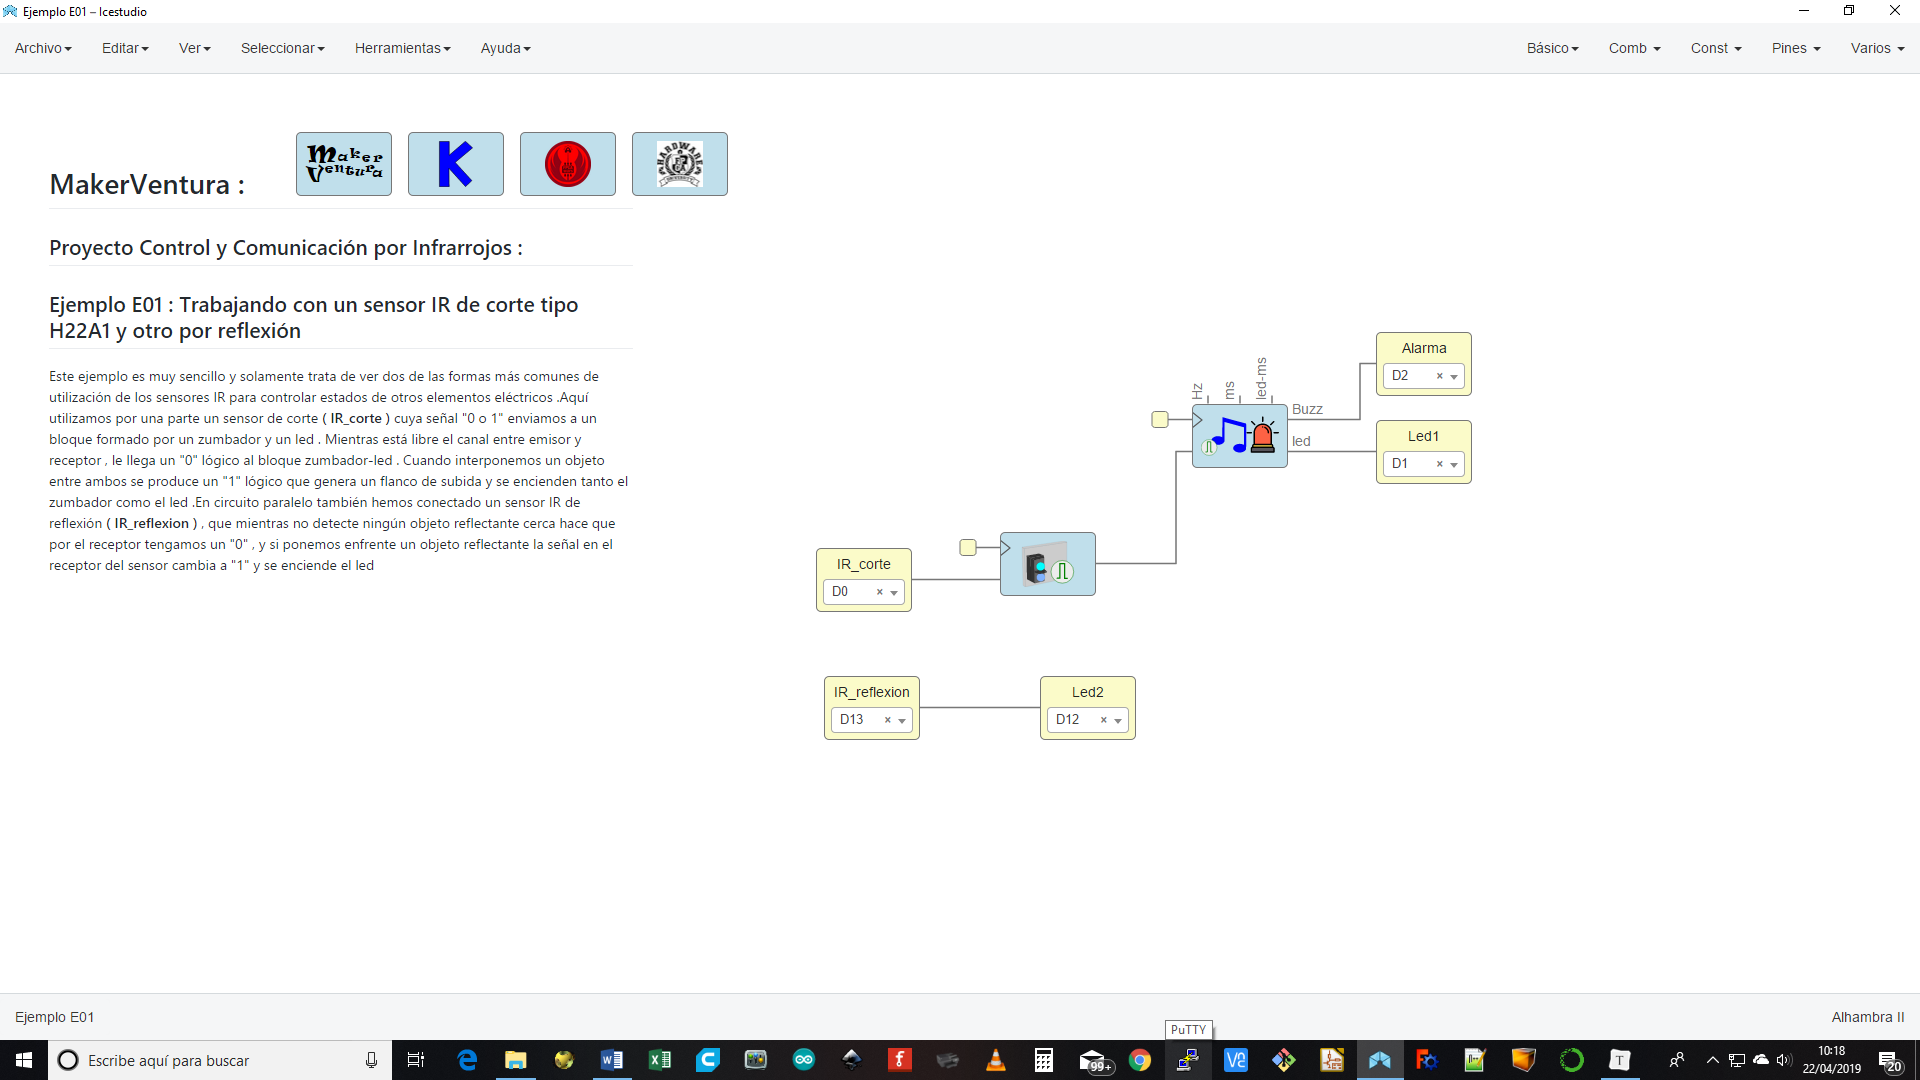 Ejemplo E01 – Icestudio
Archivo Editar Ver Seleccionar Herramientas Ayuda Básico Comb Const Pines Varios
MakerVentura :
Maker
Ventura
K
HARDWARE
Proyecto Control y Comunicación por Infrarrojos :
Ejemplo E01 : Trabajando con un sensor IR de corte tipo
H22A1 y otro por reflexión
Este ejemplo es muy sencillo y solamente trata de ver dos de las formas más comunes de
utilización de los sensores IR para controlar estados de otros elementos eléctricos .Aquí
utilizamos por una parte un sensor de corte ( IR_corte ) cuya señal "0 o 1" enviamos a un
bloque formado por un zumbador y un led . Mientras está libre el canal entre emisor y
receptor , le llega un "0" lógico al bloque zumbador-led . Cuando interponemos un objeto
entre ambos se produce un "1" lógico que genera un flanco de subida y se encienden tanto el
zumbador como el led .En circuito paralelo también hemos conectado un sensor IR de
reflexión ( IR_reflexion ) , que mientras no detecte ningún objeto reflectante cerca hace que
por el receptor tengamos un "0" , y si ponemos enfrente un objeto reflectante la señal en el
receptor del sensor cambia a "1" y se enciende el led
Alarma
D2
Hz
ms
led-ms
Buzz
led
Led1
D1
IR_corte
D0
IR_reflexion
D13
Led2
D12
Ejemplo E01
Alhambra II
PuTTY
Escribe aquí para buscar
99+
10:18
22/04/2019
20